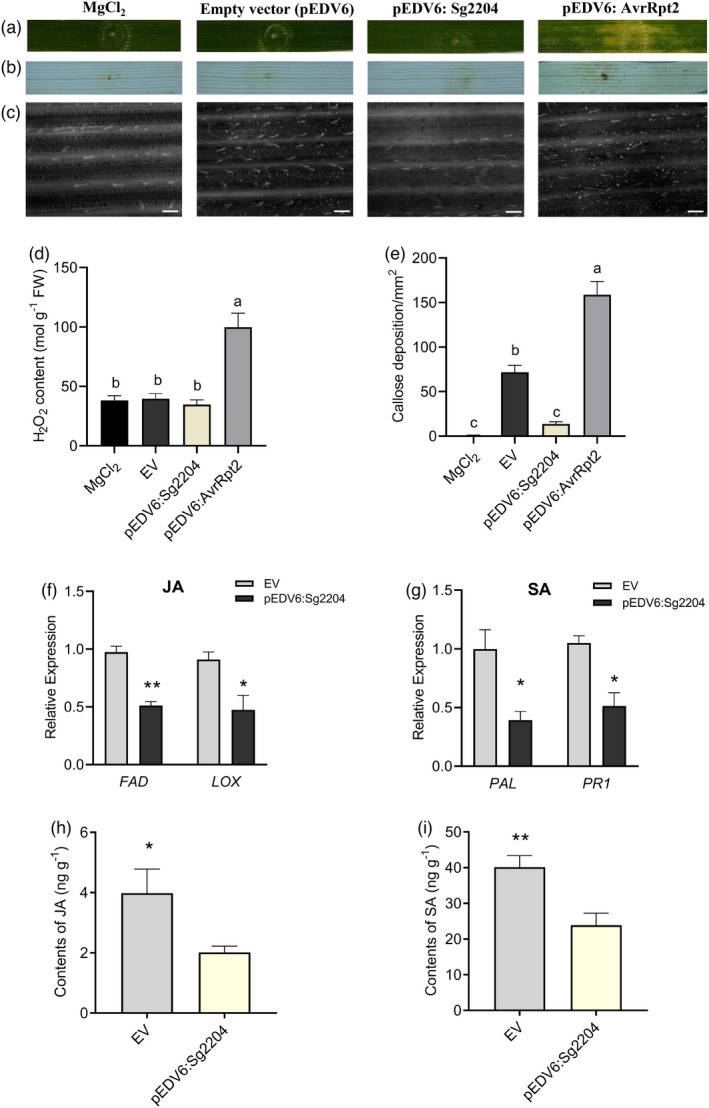 MgCl2 Empty vector (pEDV6) pEDV6: Sg2204 pEDV6: AvrRpt2
(a)
(b)
(c)
(d)
H2O2 content (mol g-1 FW)
150
100
50
0
b b b a
MgCl2 EV pEDV6:Sg2204 pEDV6:AvrRpt2
(e)
Callose deposition/mm2
200
150
100
50
0
c b c a
MgCl2 EV pEDV6:Sg2204 pEDV6:AvrRpt2
(f) JA
EV
pEDV6:Sg2204
Relative Expression
1.5
1.0
0.5
0.0
** *
FAD LOX
(g) SA
EV
pEDV6:Sg2204
Relative Expression
1.5
1.0
0.5
0.0
* *
PAL PR1
(h)
Contents of JA (ng g-1)
6
4
2
0
*
EV pEDV6:Sg2204
(i)
Contents of SA (ng g-1)
50
40
30
20
10
0
**
EV pEDV6:Sg2204